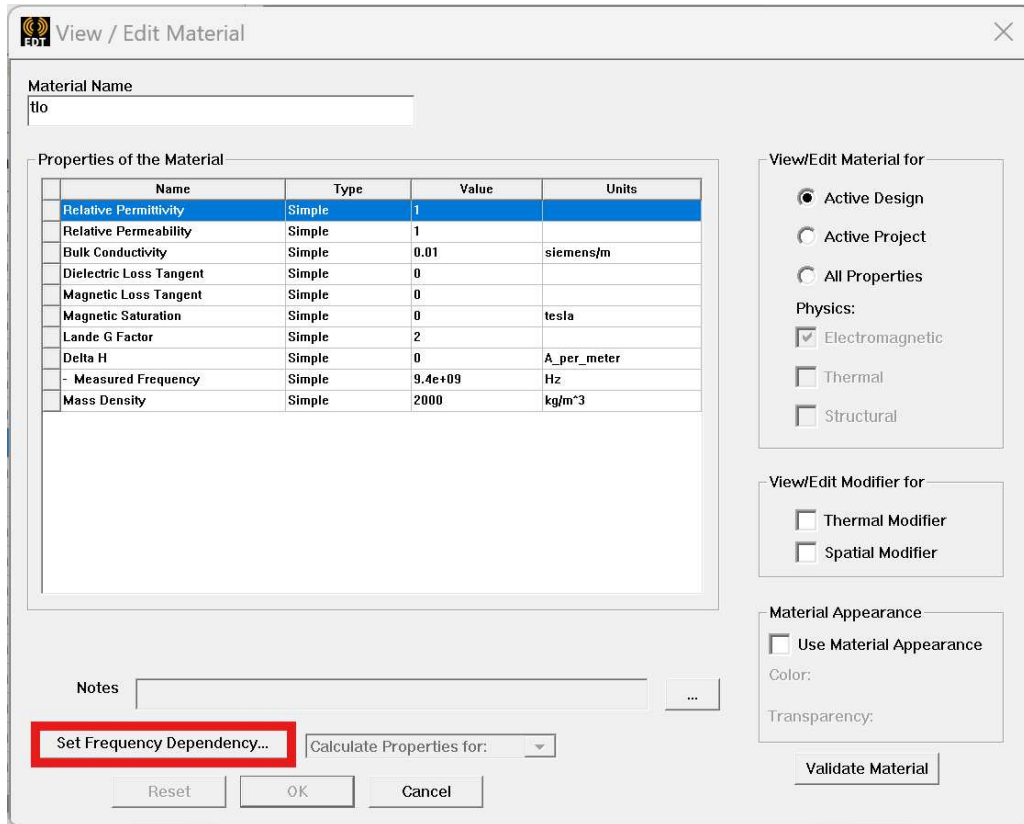 EDT View / Edit Material
Material Name
tlo
Properties of the Material
Name Type Value Units
Relative Permittivity Simple 1
Relative Permeability Simple 1
Bulk Conductivity Simple 0.01 siemens/m
Dielectric Loss Tangent Simple 0
Magnetic Loss Tangent Simple 0
Magnetic Saturation Simple 0 tesla
Lande G Factor Simple 2
Delta H Simple 0 A_per_meter
- Measured Frequency Simple 9.4e+09 Hz
Mass Density Simple 2000 kg/m^3
View/Edit Material for
Active Design
Active Project
All Properties
Physics:
Electromagnetic
Thermal
Structural
View/Edit Modifier for
Thermal Modifier
Spatial Modifier
Material Appearance
Use Material Appearance
Color:
Transparency:
Notes ...
Set Frequency Dependency... Calculate Properties for:
Validate Material
Reset OK Cancel